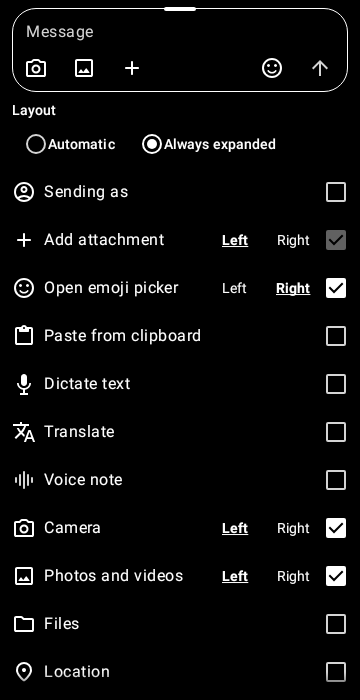 Message
Layout
Automatic Always expanded
Sending as
Add attachment Left Right
Open emoji picker Left Right
Paste from clipboard
Dictate text
Translate
Voice note
Camera Left Right
Photos and videos Left Right
Files
Location